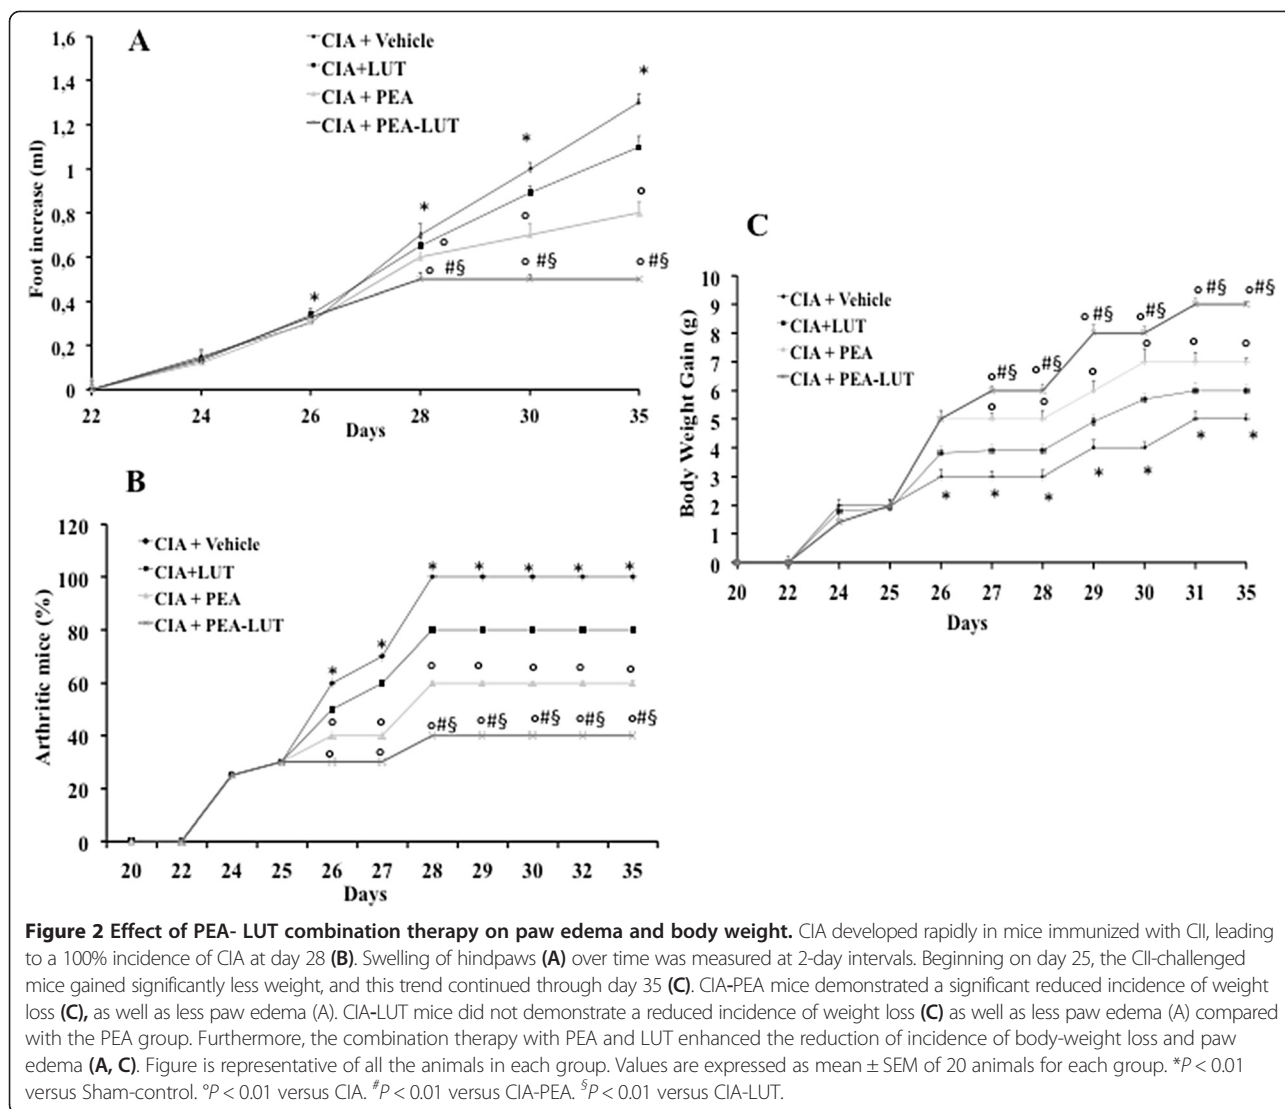 A
CIA + Vehicle
CIA+LUT
CIA + PEA
CIA + PEA-LUT
Foot increase (ml)
1,6
1,4
1,2
1
0,8
0,6
0,4
0,2
0
* * * * *
° ° °
° #§ ° #§ ° #§
22 24 26 28 30 35
Days
B
CIA + Vehicle
CIA+LUT
CIA + PEA
CIA + PEA-LUT
Arthritic mice (%)
120
100
80
60
40
20
0
* * * * * * *
° ° ° ° ° ° °
° ° °#§ °#§ °#§ °#§ °#§
20 22 24 25 26 27 28 29 30 32 35
Days
C
CIA + Vehicle
CIA+LUT
CIA + PEA
CIA + PEA-LUT
Body Weight Gain (g)
10
9
8
7
6
5
4
3
2
1
0
°#§ °#§ °#§ °#§ °#§ °#§
° ° ° ° ° °
* * * * * * *
20 22 24 25 26 27 28 29 30 31 35
Days
Figure 2 Effect of PEA- LUT combination therapy on paw edema and body weight. CIA developed rapidly in mice immunized with CII, leading
to a 100% incidence of CIA at day 28 (B). Swelling of hindpaws (A) over time was measured at 2-day intervals. Beginning on day 25, the CII-challenged
mice gained significantly less weight, and this trend continued through day 35 (C). CIA-PEA mice demonstrated a significant reduced incidence of weight
loss (C), as well as less paw edema (A). CIA-LUT mice did not demonstrate a reduced incidence of weight loss (C) as well as less paw edema (A) compared
with the PEA group. Furthermore, the combination therapy with PEA and LUT enhanced the reduction of incidence of body-weight loss and paw
edema (A, C). Figure is representative of all the animals in each group. Values are expressed as mean ± SEM of 20 animals for each group. *P < 0.01
versus Sham-control. °P < 0.01 versus CIA. #P < 0.01 versus CIA-PEA. §P < 0.01 versus CIA-LUT.